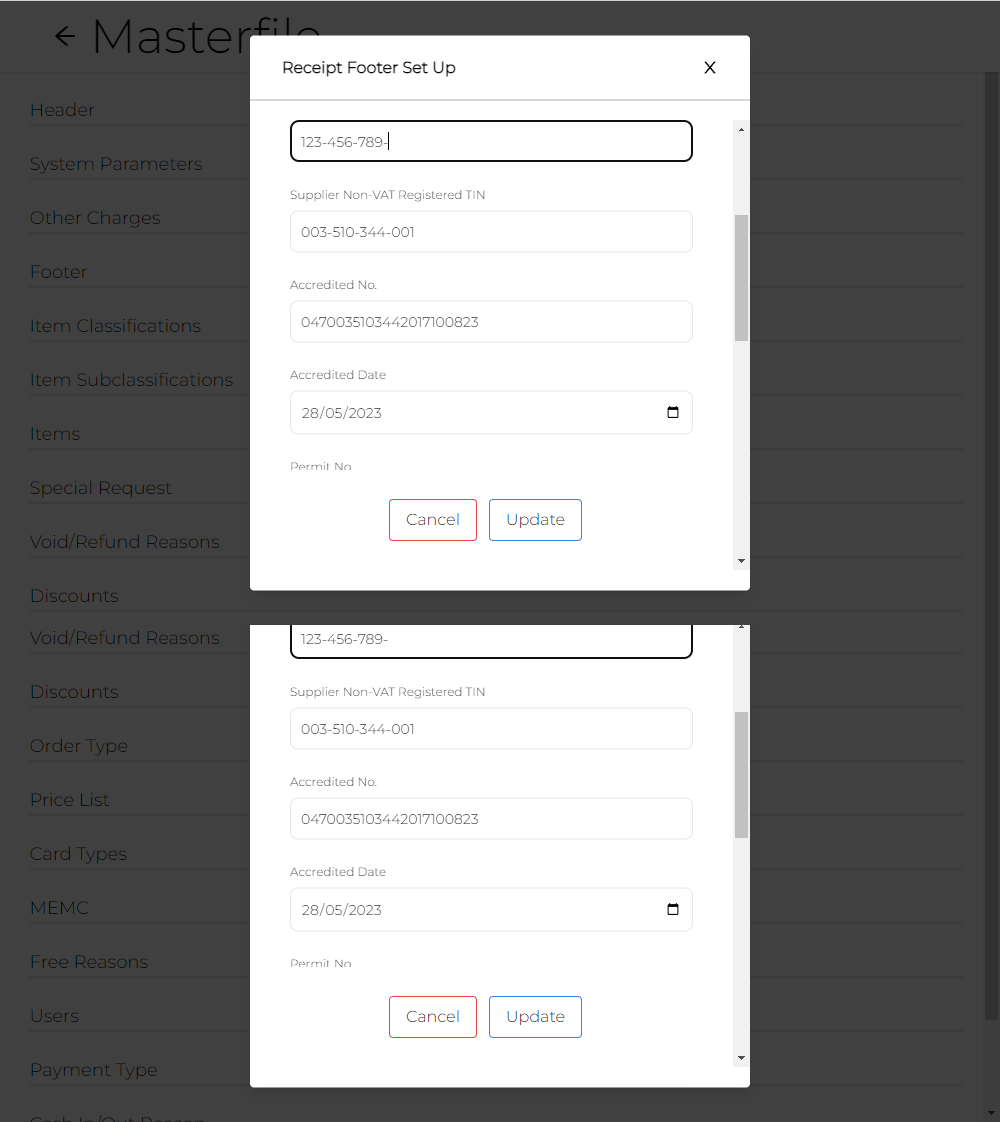 Masterfile
Receipt Footer Set Up
X
Header
123-456-789-
System Parameters
Supplier Non-VAT Registered TIN
Other Charges
003-510-344-001
Footer
Accredited No.
Item Classifications
0470035103442017100823
Item Subclassifications
Accredited Date
28/05/2023
Items
Permit No
Special Request
Cancel
Update
Void/Refund Reasons
Discounts
Void/Refund Reasons
123-456-789-
Discounts
Supplier Non-VAT Registered TIN
003-510-344-001
Order Type
Accredited No.
Price List
0470035103442017100823
Card Types
Accredited Date
MEMC
28/05/2023
Free Reasons
Permit No
Users
Cancel
Update
Payment Type
Cash In/Out Reason